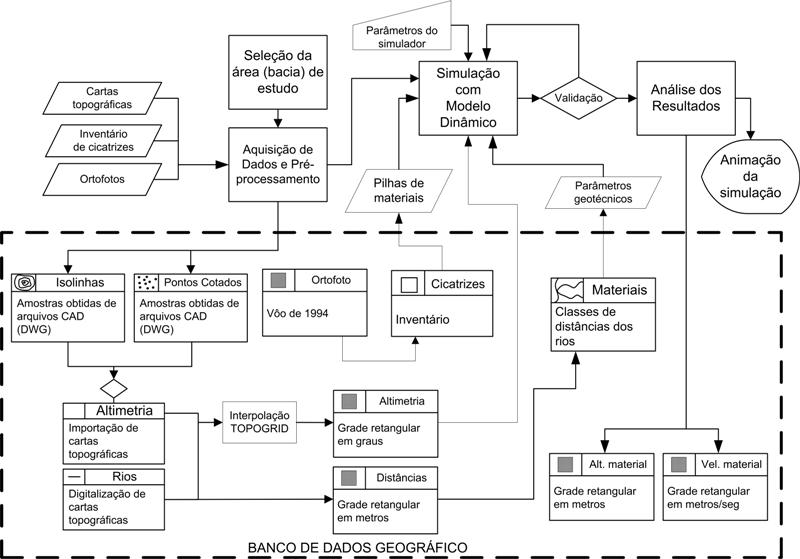 Parâmetros do
simulador
Seleção da
área (bacia) de
estudo
Cartas
topográficas
Inventário
de cicatrizes
Ortofotos
Aquisição de
Dados e Pré-
processamento
Simulação
com
Modelo
Dinâmico
Validação
Análise dos
Resultados
Animação
da
simulação
Pilhas de
materiais
Parâmetros
geotécnicos
Isolinhas
Amostras obtidas de
arquivos CAD
(DWG)
Pontos Cotados
Amostras obtidas de
arquivos CAD
(DWG)
Ortofoto
Vôo de 1994
Cicatrizes
Inventário
Materiais
Classes de
distâncias dos
rios
Altimetria
Importação de
cartas
topográficas
Interpolação
TOPOGRID
Altimetria
Grade retangular
em graus
Rios
Digitalização de
cartas
topográficas
Distâncias
Grade retangular
em metros
Alt. material
Grade retangular
em metros
Vel. material
Grade retangular
em metros/seg
BANCO DE DADOS GEOGRÁFICO